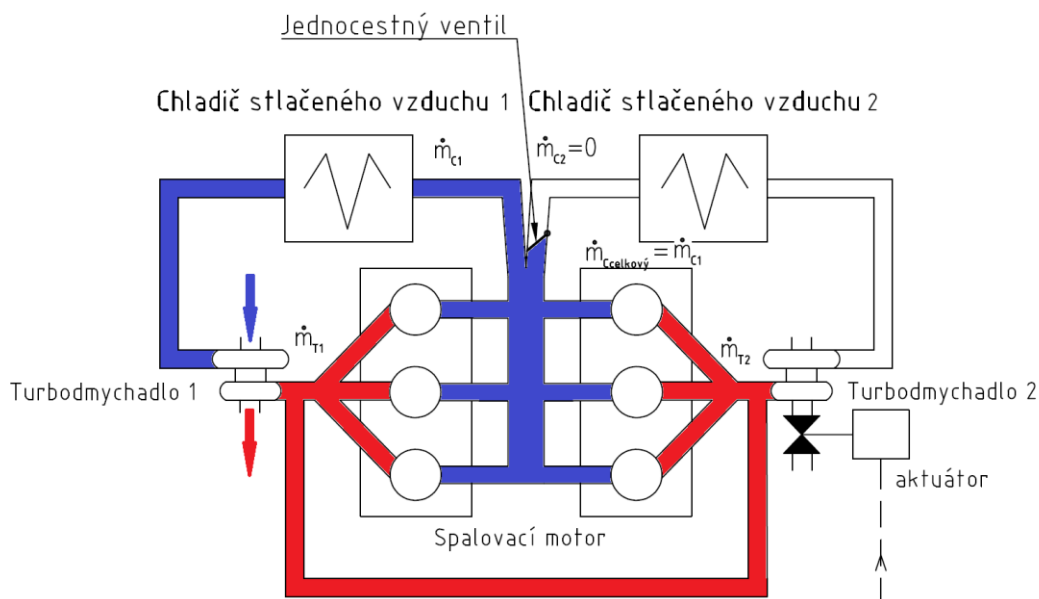 Jednocestný ventil
Chladič stlačeného vzduchu 1
Chladič stlačeného vzduchu 2
ṁC1
ṁC2=0
ṁCcelkový=ṁC1
ṁT1
ṁT2
Turbodmychadlo 1
Turbodmychadlo 2
aktuátor
Spalovací motor